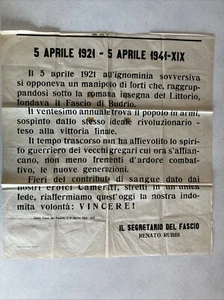 5 APRILE 1921 - 5 APRILE 1941-XIX
Il 5 aprile 1921 all'ignominia sovversiva
si opponeva un manipolo di forti che, raggrup-
pandosi sotto la romana insegna del Littorio,
fondava il Fascio di Budrio.
Il ventesimo annuale trova il popolo in armi,
sospinto dallo stesso ideale rivoluzionario
teso alla vittoria finale.
Il tempo trascorso non ha affievolito lo spiri-
to guerriero dei vecchi gregari cui ora s'affian-
cano, non meno frementi d'ardore combat-
tivo, le nuove generazioni.
Fieri del contributo di sangue dato dai
nostri eroici Camerati, stretti in un'unica
fede, riaffermiamo quest'oggi la nostra indo-
mita volontà: VINCERE!
IL SEGRETARIO DEL FASCIO
RENATO RUBBI